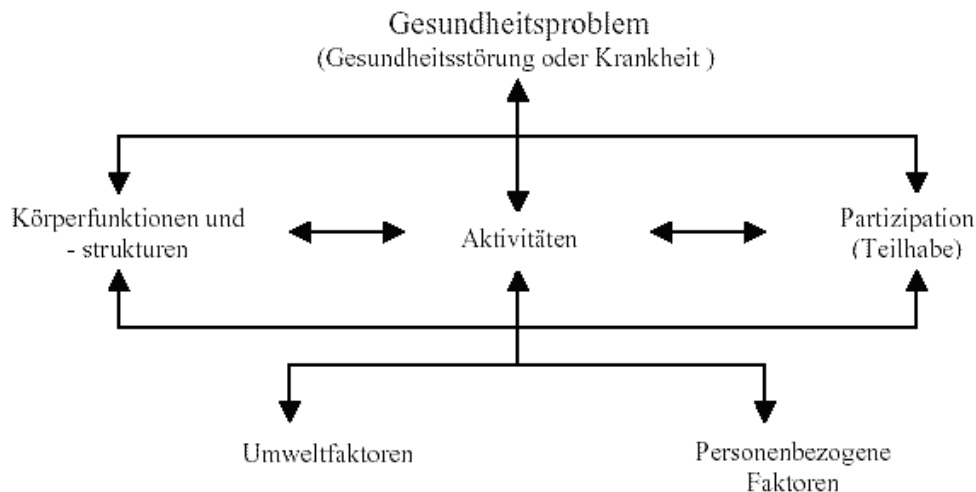 Gesundheitsproblem
(Gesundheitsstörung oder Krankheit )
Körperfunktionen und
- strukturen
Aktivitäten
Partizipation
(Teilhabe)
Umweltfaktoren
Personenbezogene
Faktoren